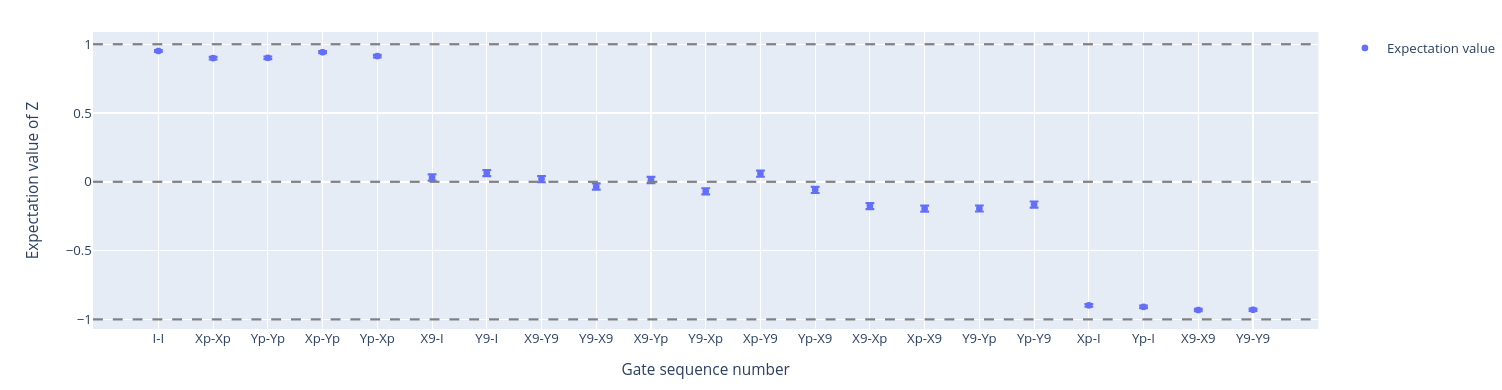 Expectation value of Z
1
0.5
0
−0.5
−1
I-I Xp-Xp Yp-Yp Xp-Yp Yp-Xp X9-I Y9-I X9-Y9 Y9-X9 X9-Yp Y9-Xp Xp-Y9 Yp-X9 X9-Xp Xp-X9 Y9-Yp Yp-Y9 Xp-I Yp-I X9-X9 Y9-Y9
Gate sequence number
Expectation value